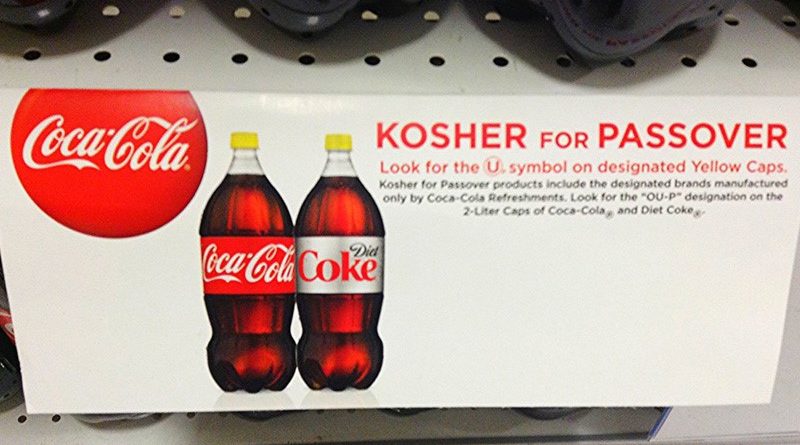 Coca-Cola
KOSHER FOR PASSOVER
Look for the Ⓤ symbol on designated Yellow Caps.
Kosher for Passover products include the designated brands manufactured
only by Coca-Cola Refreshments. Look for the "OU-P" designation on the
2-Liter Caps of Coca-Cola® and Diet Coke®.
Coca-Cola
Diet
Coke